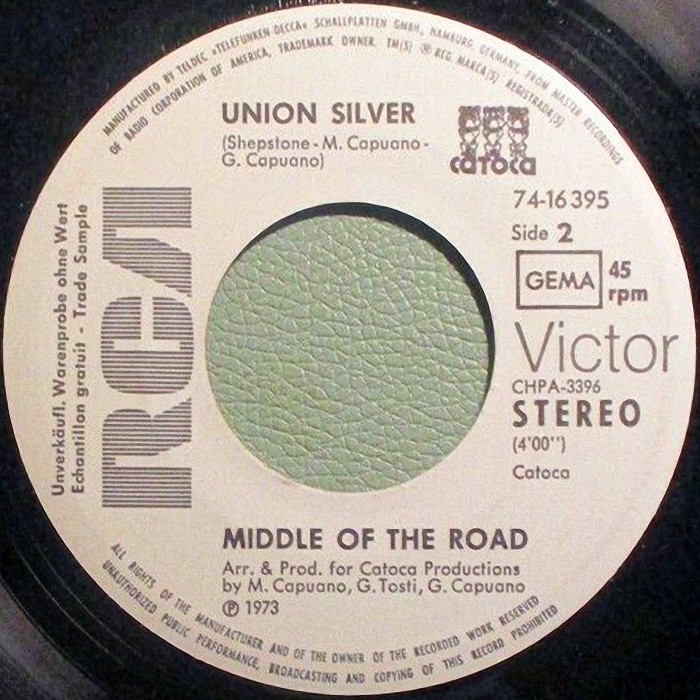 MANUFACTURED BY TELDEC »TELEFUNKEN DECCA« SCHALLPLATTEN GMBH, HAMBURG, GERMANY, FROM MASTER RECORDINGS
OF RADIO CORPORATION OF AMERICA, TRADEMARK OWNER. TM(S) ® REG. MARCA(S) REGISTRADA(S)
UNION SILVER
(Shepstone - M. Capuano -
G. Capuano)
catoca
74-16 395
Side 2
GEMA
45
rpm
Victor
CHPA-3396
STEREO
(4'00'')
Catoca
RCA
Unverkäufl. Warenprobe ohne Wert
Echantillon gratuit - Trade Sample
MIDDLE OF THE ROAD
Arr. & Prod. for Catoca Productions
by M. Capuano, G. Tosti, G. Capuano
℗ 1973
ALL RIGHTS OF THE MANUFACTURER AND OF THE OWNER OF THE RECORDED WORK RESERVED
UNAUTHORIZED PUBLIC PERFORMANCE, BROADCASTING AND COPYING OF THIS RECORD PROHIBITED